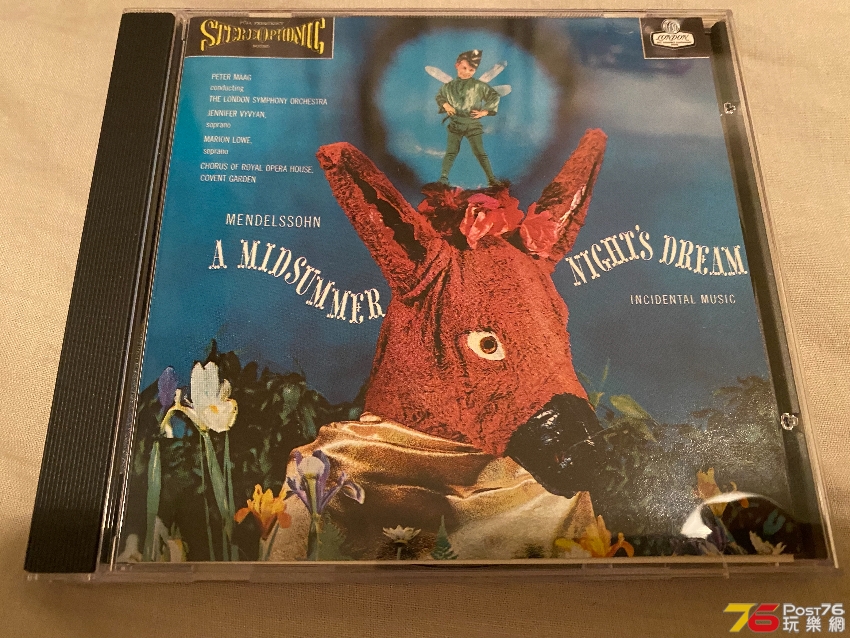 STEREOPHONIC
LONDON
PETER MAAG
conducting
THE LONDON SYMPHONY ORCHESTRA
JENNIFER VYVYAN,
soprano
MARION LOWE,
soprano
CHORUS OF ROYAL OPERA HOUSE,
COVENT GARDEN
MENDELSSOHN
A MIDSUMMER NIGHT'S DREAM
INCIDENTAL MUSIC
76 Post76
玩樂網